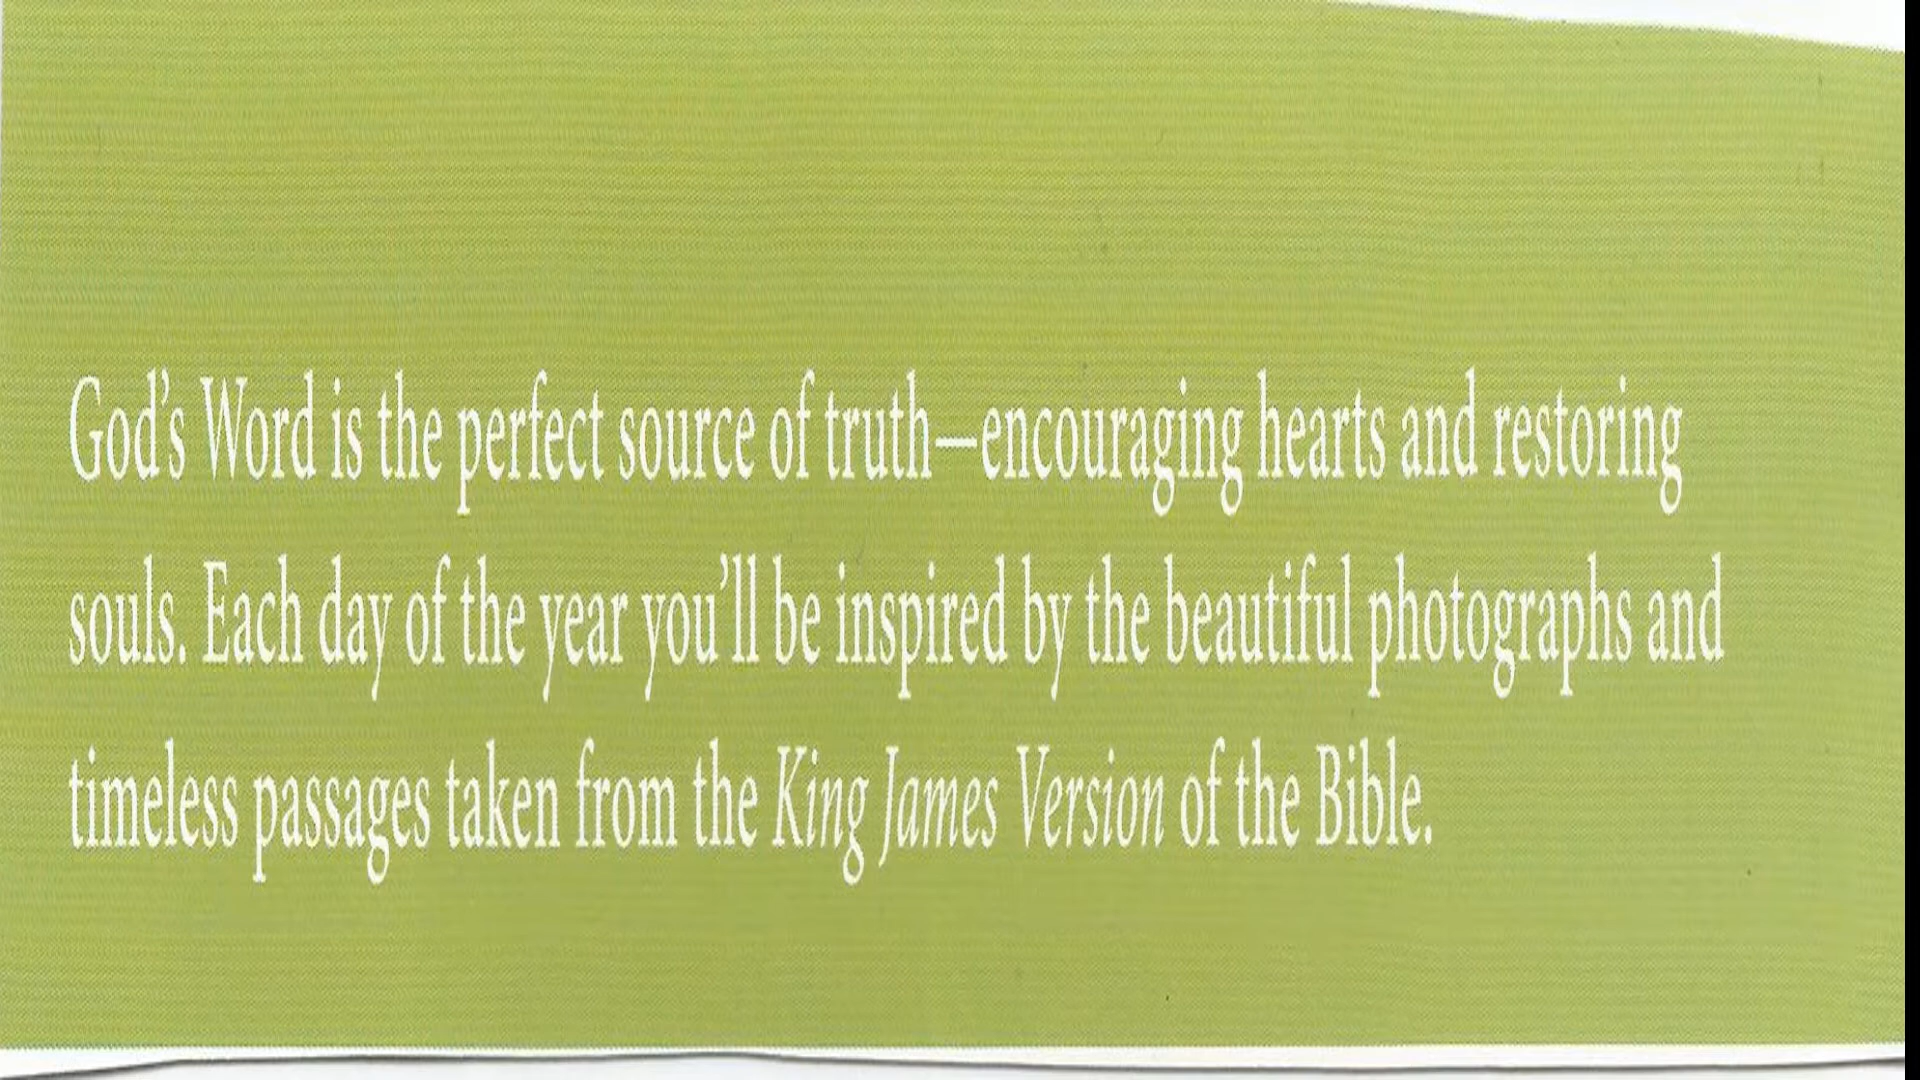 God’s Word is the perfect source of truth—encouraging hearts and restoring
souls. Each day of the year you’ll be inspired by the beautiful photographs and
timeless passages taken from the King James Version of the Bible.